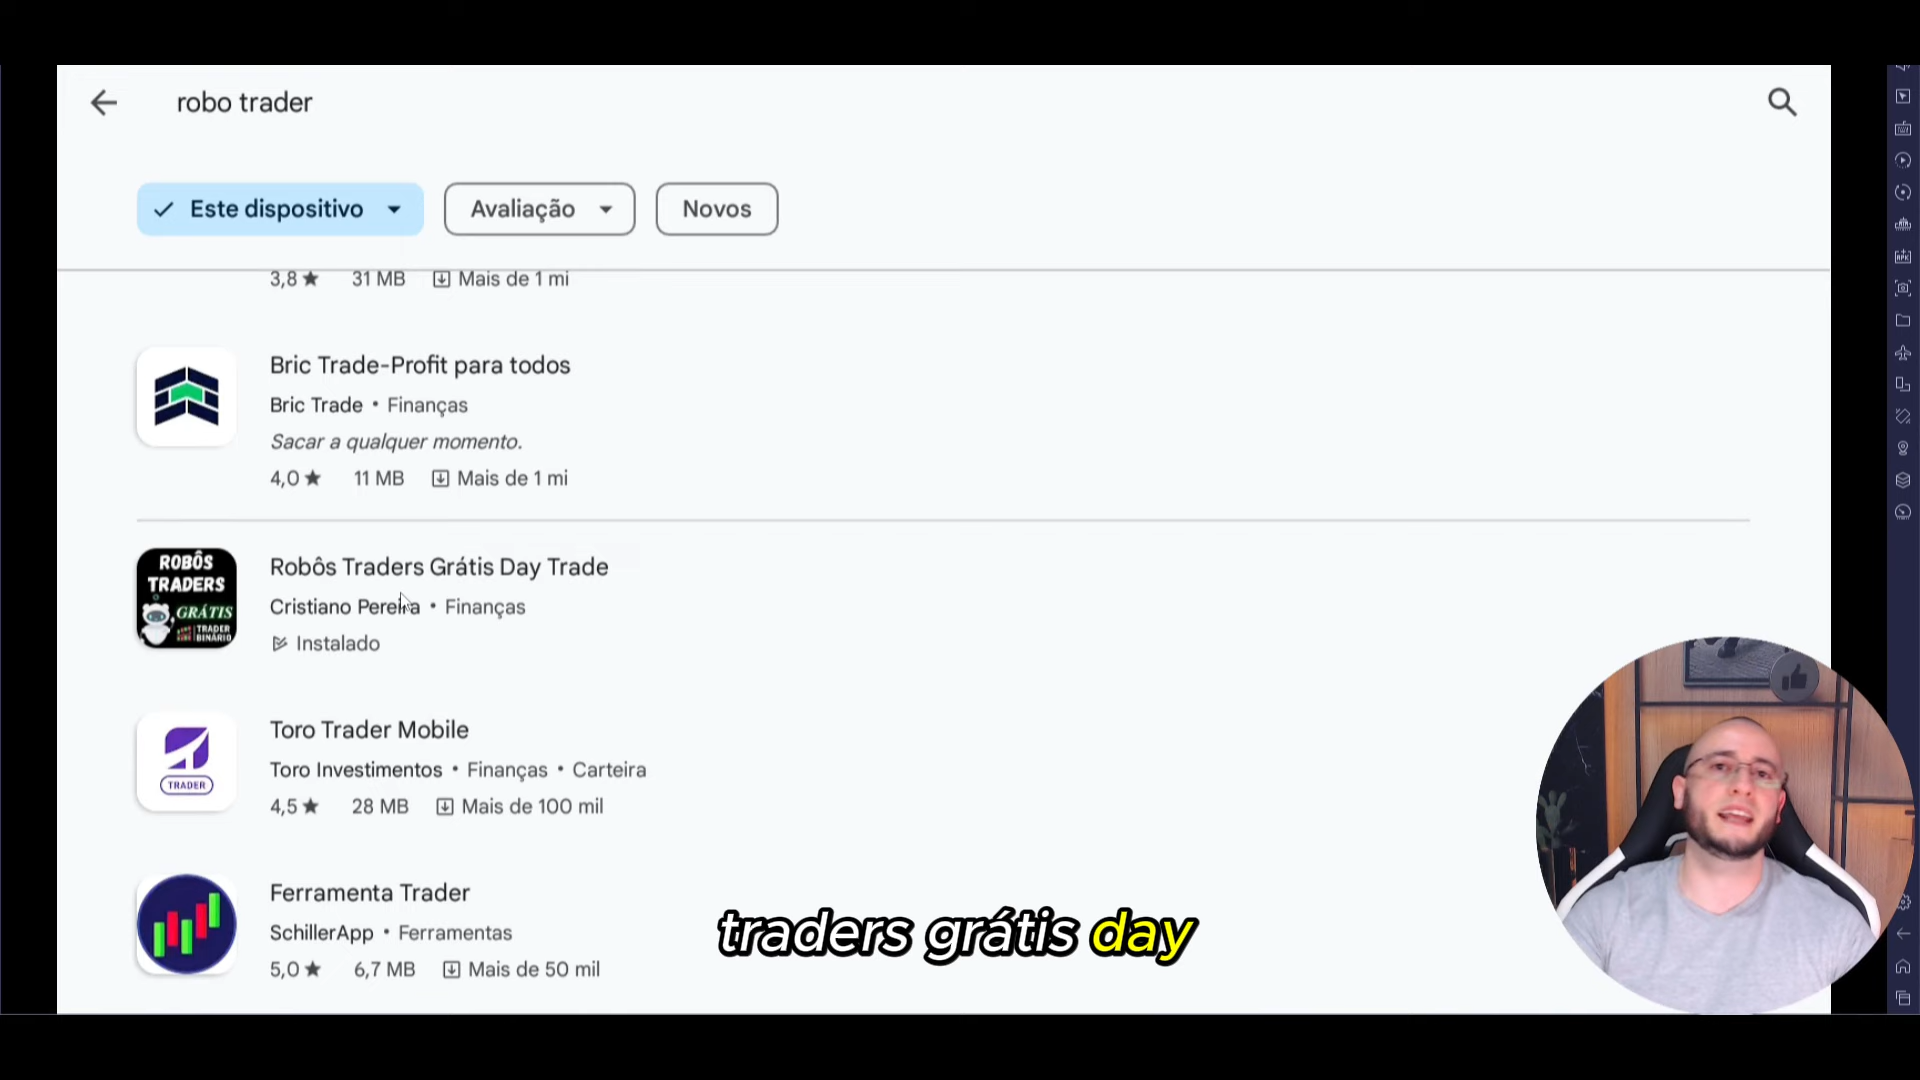 robo trader
Este dispositivo
Avaliação
Novos
3,8 ★ 31 MB Mais de 1 mi
Bric Trade-Profit para todos
Bric Trade • Finanças
Sacar a qualquer momento.
4,0 ★ 11 MB Mais de 1 mi
ROBÔS
TRADERS
GRÁTIS
TRADER
BINÁRIO
Robôs Traders Grátis Day Trade
Cristiano Pereira • Finanças
Instalado
TRADER
Toro Trader Mobile
Toro Investimentos • Finanças • Carteira
4,5 ★ 28 MB Mais de 100 mil
Ferramenta Trader
SchillerApp • Ferramentas
5,0 ★ 6,7 MB Mais de 50 mil
traders grátis day